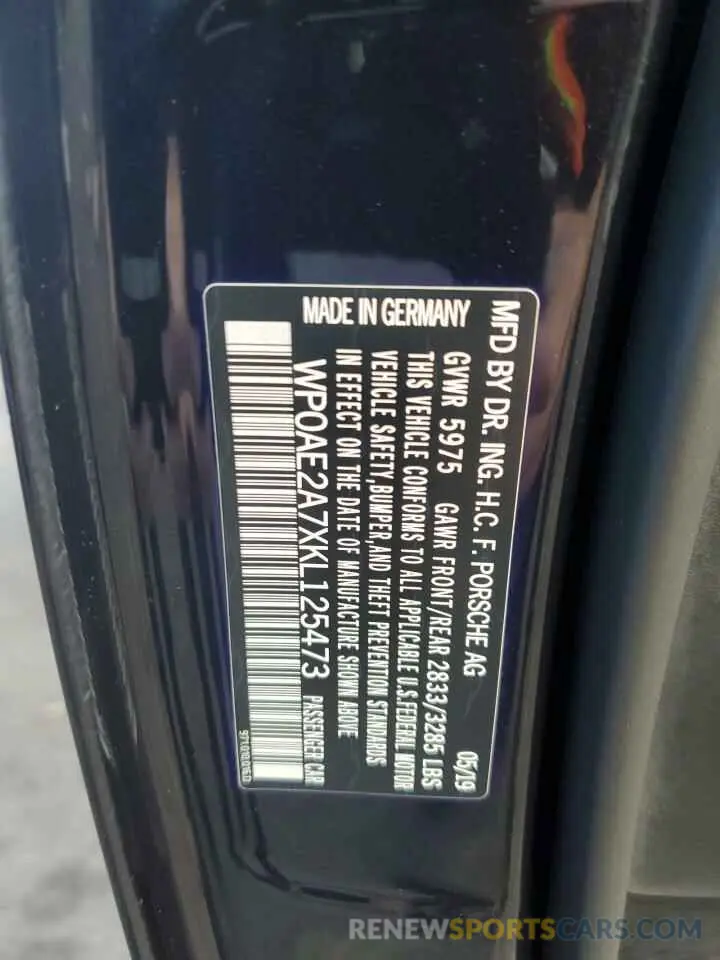 MFD BY DR. ING. H.C. F. PORSCHE AG
05/19
GVWR 5975 GAWR FRONT/REAR 2833/3285 LBS
THIS VEHICLE CONFORMS TO ALL APPLICABLE U.S.FEDERAL MOTOR
VEHICLE SAFETY,BUMPER,AND THEFT PREVENTION STANDARDS
IN EFFECT ON THE DATE OF MANUFACTURE SHOWN ABOVE
MADE IN GERMANY
WP0AE2A7XKL125473 PASSENGER CAR
RENEWSPORTSCARS.COM